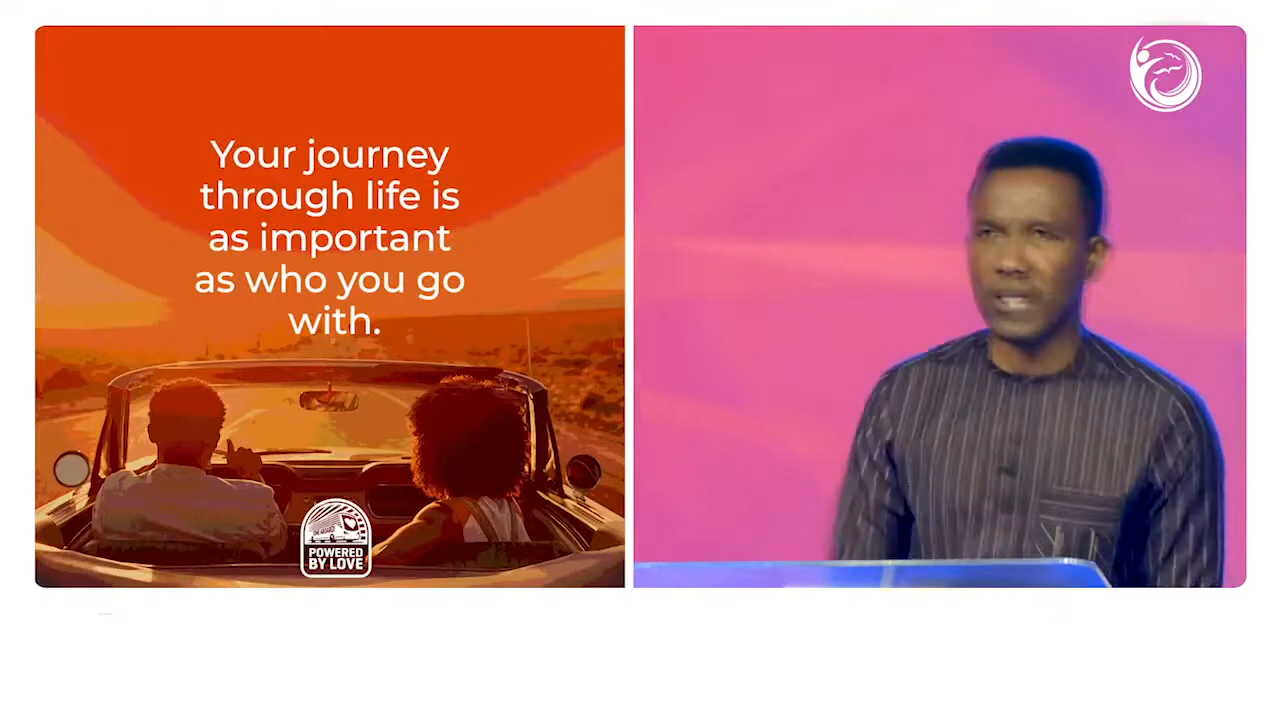 Your journey
through life is
as important
as who you go
with.
POWERED
BY LOVE